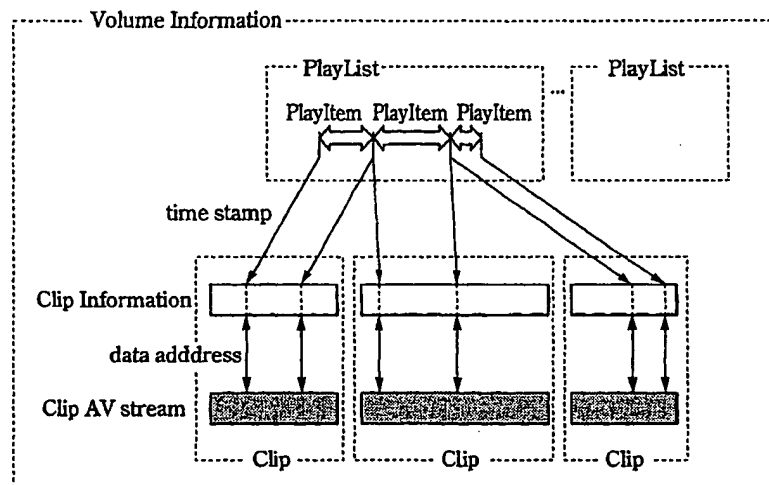 Volume Information
PlayList
PlayList
...
PlayItem PlayItem PlayItem
time stamp
Clip Information
data adddress
Clip AV stream
Clip
Clip
Clip